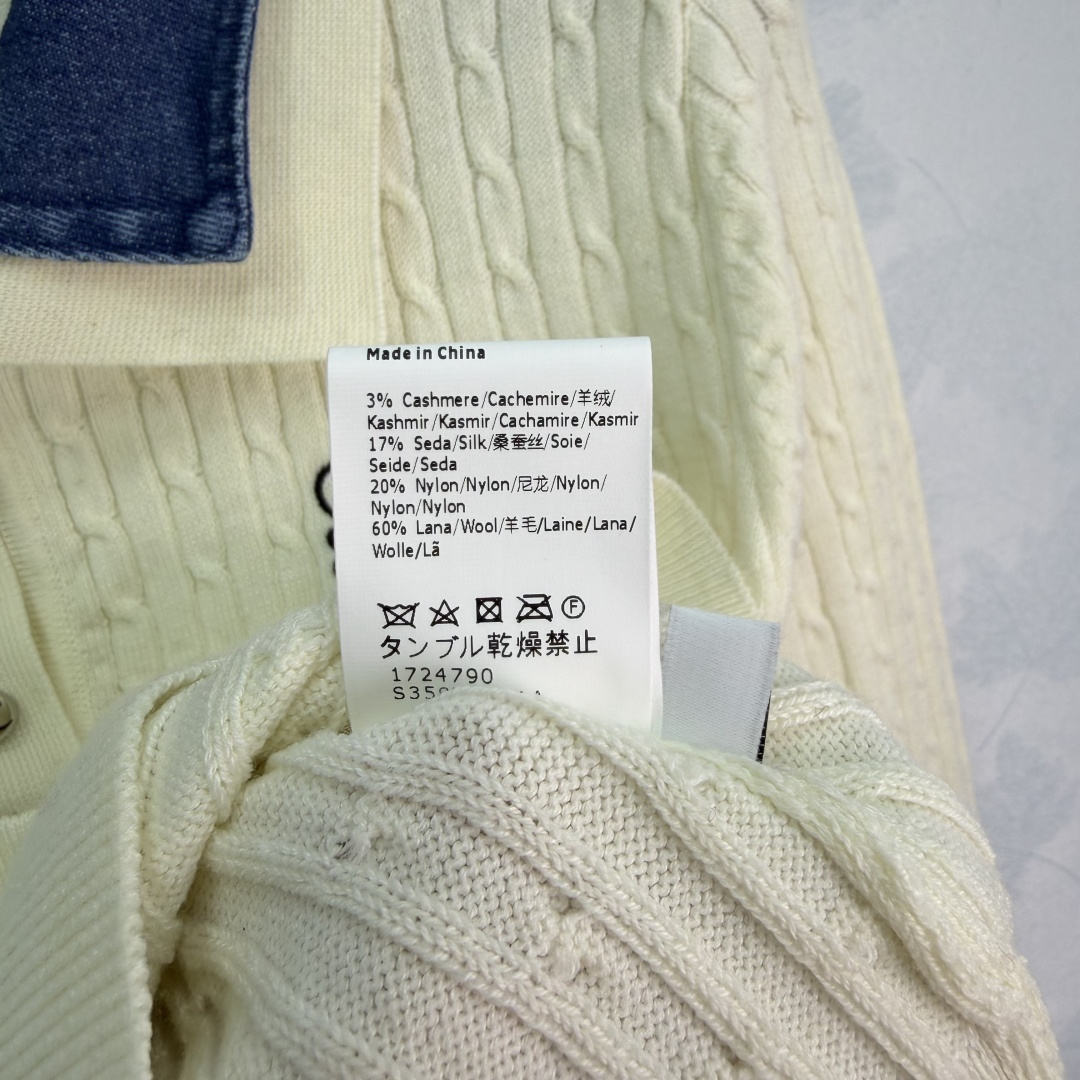 Made in China
3% Cashmere/Cachemire/羊绒/
Kashmir/Kasmir/Cachamire/Kasmir
17% Seda/Silk/桑蚕丝/Soie/
Seide/Seda
20% Nylon/Nylon/尼龙/Nylon/
Nylon/Nylon
60% Lana/Wool/羊毛/Laine/Lana/
Wolle/Lã
F
タンブル乾燥禁止
1724790